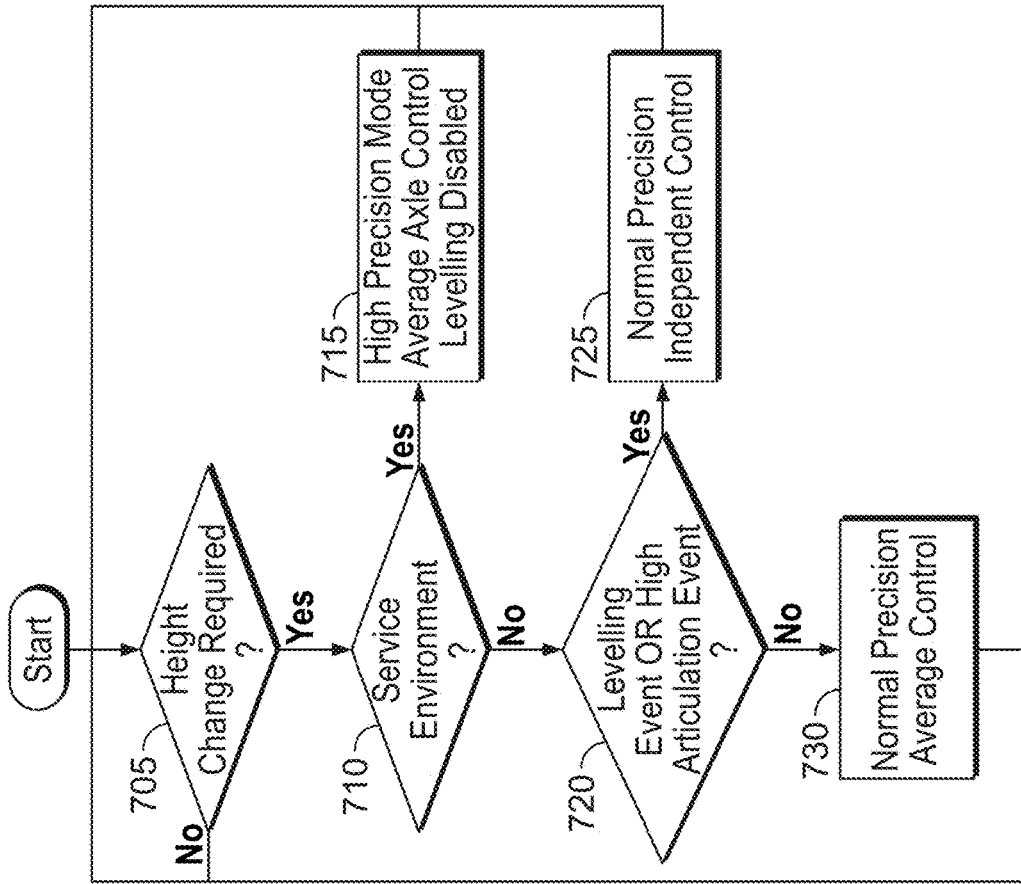 Start
705
Height
Change Required
?
No
Yes
710
Service
Environment
?
Yes
715
High Precision Mode
Average Axle Control
Levelling Disabled
No
720
Levelling
Event OR High
Articulation Event
?
Yes
725
Normal Precision
Independent Control
No
730
Normal Precision
Average Control